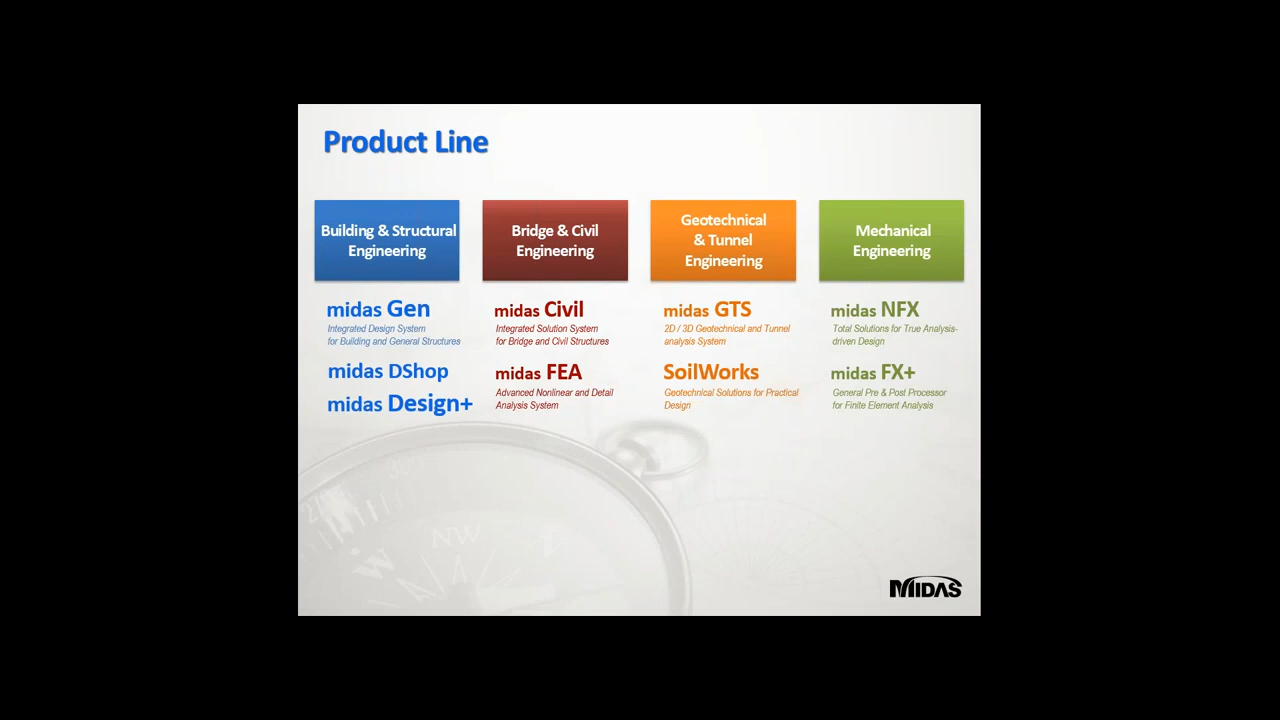 Product Line
Building & Structural
Engineering
Bridge & Civil
Engineering
Geotechnical
& Tunnel
Engineering
Mechanical
Engineering
midas Gen
Integrated Design System
for Building and General Structures
midas DShop
midas Design+
midas Civil
Integrated Solution System
for Bridge and Civil Structures
midas FEA
Advanced Nonlinear and Detail
Analysis System
midas GTS
2D / 3D Geotechnical and Tunnel
analysis System
SoilWorks
Geotechnical Solutions for Practical
Design
midas NFX
Total Solutions for True Analysis-
driven Design
midas FX+
General Pre & Post Processor
for Finite Element Analysis
NW
W
MIDAS